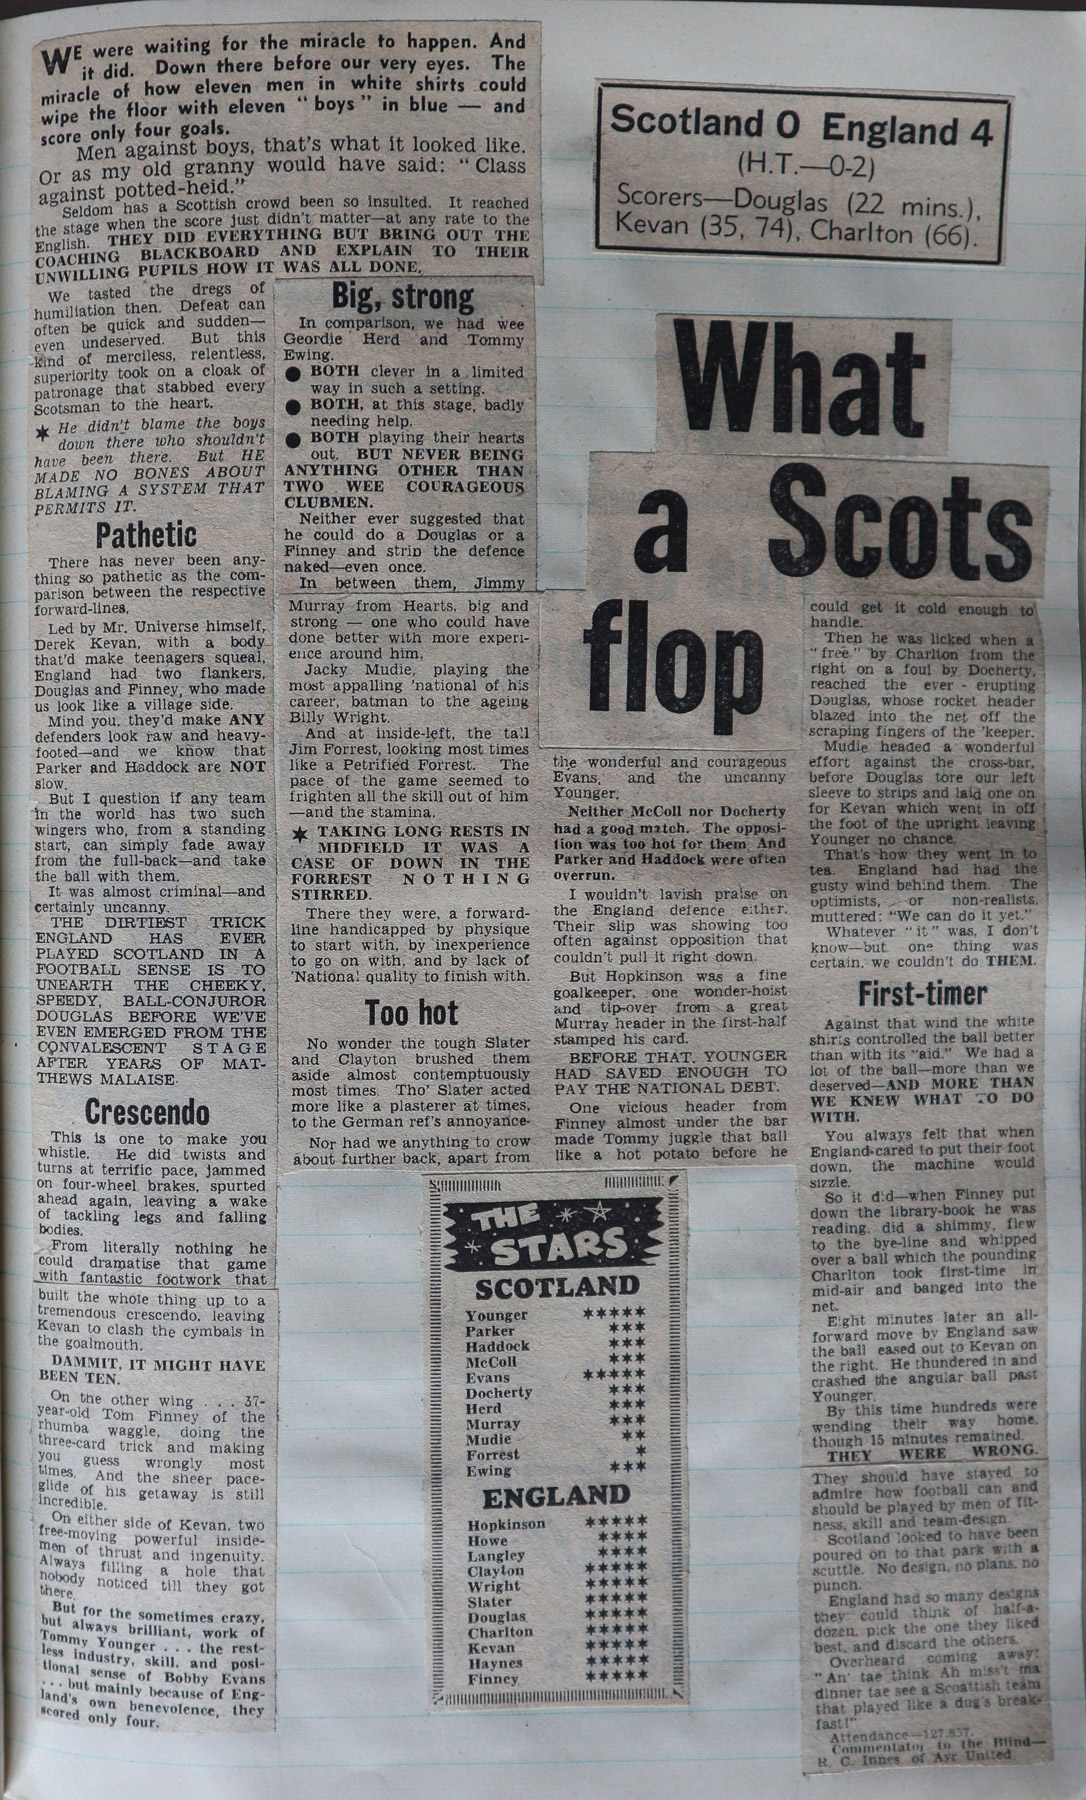 WE were waiting for the miracle to happen. And
it did. Down there before our very eyes. The
miracle of how eleven men in white shirts could
wipe the floor with eleven "boys" in blue — and
score only four goals.
Men against boys, that's what it looked like.
Or as my old granny would have said: "Class
against potted-heid."
Seldom has a Scottish crowd been so insulted. It reached
the stage when the score just didn't matter—at any rate to the
English. THEY DID EVERYTHING BUT BRING OUT THE
COACHING BLACKBOARD AND EXPLAIN TO THEIR
UNWILLING PUPILS HOW IT WAS ALL DONE.
We tasted the dregs of
humiliation then. Defeat can
often be quick and sudden—
even undeserved. But this
kind of merciless, relentless,
superiority took on a cloak of
patronage that stabbed every
Scotsman to the heart.
★ He didn't blame the boys
down there who shouldn't
have been there. But HE
MADE NO BONES ABOUT
BLAMING A SYSTEM THAT
PERMITS IT.
Pathetic
There has never been any-
thing so pathetic as the com-
parison between the respective
forward-lines.
Led by Mr. Universe himself,
Derek Kevan, with a body
that'd make teenagers squeal,
England had two flankers,
Douglas and Finney, who made
us look like a village side.
Mind you, they'd make ANY
defenders look raw and heavy-
footed—and we know that
Parker and Haddock are NOT
slow.
But I question if any team
in the world has two such
wingers who, from a standing
start, can simply fade away
from the full-back—and take
the ball with them.
It was almost criminal—and
certainly uncanny.
THE DIRTIEST TRICK
ENGLAND HAS EVER
PLAYED SCOTLAND IN A
FOOTBALL SENSE IS TO
UNEARTH THE CHEEKY,
SPEEDY, BALL-CONJUROR
DOUGLAS BEFORE WE'VE
EVEN EMERGED FROM THE
CONVALESCENT STAGE
AFTER YEARS OF MAT-
THEWS MALAISE.
Crescendo
This is one to make you
whistle. He did twists and
turns at terrific pace, jammed
on four-wheel brakes, spurted
ahead again, leaving a wake
of tackling legs and falling
bodies.
From literally nothing he
could dramatise that game
with fantastic footwork that
built the whole thing up to a
tremendous crescendo, leaving
Kevan to clash the cymbals in
the goalmouth.
DAMMIT, IT MIGHT HAVE
BEEN TEN.
On the other wing . . . 37-
year-old Tom Finney of the
rhumba waggle, doing the
three-card trick and making
you guess wrongly most
times. And the sheer pace-
glide of his getaway is still
incredible.
On either side of Kevan, two
free-moving powerful inside-
men of thrust and ingenuity.
Always filling a hole that
nobody noticed till they got
there.
But for the sometimes crazy,
but always brilliant, work of
Tommy Younger . . . the rest-
less industry, skill, and posi-
tional sense of Bobby Evans
. . . but mainly because of Eng-
land's own benevolence, they
scored only four.
Big, strong
In comparison, we had wee
Geordie Herd and Tommy
Ewing.
● BOTH clever in a limited
way in such a setting.
● BOTH, at this stage, badly
needing help.
● BOTH playing their hearts
out. BUT NEVER BEING
ANYTHING OTHER THAN
TWO WEE COURAGEOUS
CLUBMEN.
Neither ever suggested that
he could do a Douglas or a
Finney and strip the defence
naked—even once.
In between them, Jimmy
Murray from Hearts, big and
strong — one who could have
done better with more experi-
ence around him.
Jacky Mudie, playing the
most appalling 'national of his
career, batman to the ageing
Billy Wright.
And at inside-left, the tall
Jim Forrest, looking most times
like a Petrified Forrest. The
pace of the game seemed to
frighten all the skill out of him
—and the stamina.
★ TAKING LONG RESTS IN
MIDFIELD IT WAS A
CASE OF DOWN IN THE
FORREST NOTHING
STIRRED.
There they were, a forward-
line handicapped by physique
to start with, by inexperience
to go on with, and by lack of
'National quality to finish with.
Too hot
No wonder the tough Slater
and Clayton brushed them
aside almost contemptuously
most times. Tho' Slater acted
more like a plasterer at times,
to the German ref's annoyance.
Nor had we anything to crow
about further back, apart from
Scotland 0 England 4
(H.T.—0-2)
Scorers—Douglas (22 mins.),
Kevan (35, 74), Charlton (66).
What
a Scots
flop
the wonderful and courageous
Evans, and the uncanny
Younger.
Neither McColl nor Docherty
had a good match. The opposi-
tion was too hot for them. And
Parker and Haddock were often
overrun.
I wouldn't lavish praise on
the England defence either.
Their slip was showing too
often against opposition that
couldn't pull it right down.
But Hopkinson was a fine
goalkeeper, one wonder-hoist
and tip-over from a great
Murray header in the first-half
stamped his card.
BEFORE THAT, YOUNGER
HAD SAVED ENOUGH TO
PAY THE NATIONAL DEBT.
One vicious header from
Finney almost under the bar
made Tommy juggle that ball
like a hot potato before he
could get it cold enough to
handle.
Then he was licked when a
"free" by Charlton from the
right on a foul by Docherty,
reached the ever-erupting
Douglas, whose rocket header
blazed into the net off the
scraping fingers of the 'keeper.
Mudie headed a wonderful
effort against the cross-bar,
before Douglas tore our left
sleeve to strips and laid one on
for Kevan which went in off
the foot of the upright leaving
Younger no chance.
That's how they went in to
tea. England had had the
gusty wind behind them. The
optimists, or non-realists,
muttered: "We can do it yet."
Whatever "it" was, I don't
know—but one thing was
certain, we couldn't do THEM.
First-timer
Against that wind the white
shirts controlled the ball better
than with its "aid." We had a
lot of the ball—more than we
deserved—AND MORE THAN
WE KNEW WHAT TO DO
WITH.
You always felt that when
England cared to put their foot
down, the machine would
sizzle.
So it did—when Finney put
down the library-book he was
reading, did a shimmy, flew
to the bye-line and whipped
over a ball which the pounding
Charlton took first-time in
mid-air and banged into the
net.
Eight minutes later an all-
forward move by England saw
the ball eased out to Kevan on
the right. He thundered in and
crashed the angular ball past
Younger.
By this time hundreds were
wending their way home,
though 15 minutes remained.
THEY WERE WRONG.
They should have stayed to
admire how football can and
should be played by men of fit-
ness, skill and team-design.
Scotland looked to have been
poured on to that park with a
scuttle. No design, no plans, no
punch.
England had so many designs
they could think of half-a-
dozen, pick the one they liked
best, and discard the others.
Overheard coming away:
"An' tae think Ah miss't ma
dinner tae see a Scoattish team
that played like a dug's break-
fast!"
Attendance—127,857.
Commentator to the Blind—
R. C. Innes of Ayr United
THE
STARS
SCOTLAND
Younger ★★★★★
Parker ★★★
Haddock ★★★
McColl ★★★
Evans ★★★★★
Docherty ★★★
Herd ★★★
Murray ★★★
Mudie ★★
Forrest ★
Ewing ★★★
ENGLAND
Hopkinson ★★★★★
Howe ★★★★
Langley ★★★★
Clayton ★★★★★
Wright ★★★★★
Slater ★★★★★
Douglas ★★★★★
Charlton ★★★★★
Kevan ★★★★★
Haynes ★★★★★
Finney ★★★★★